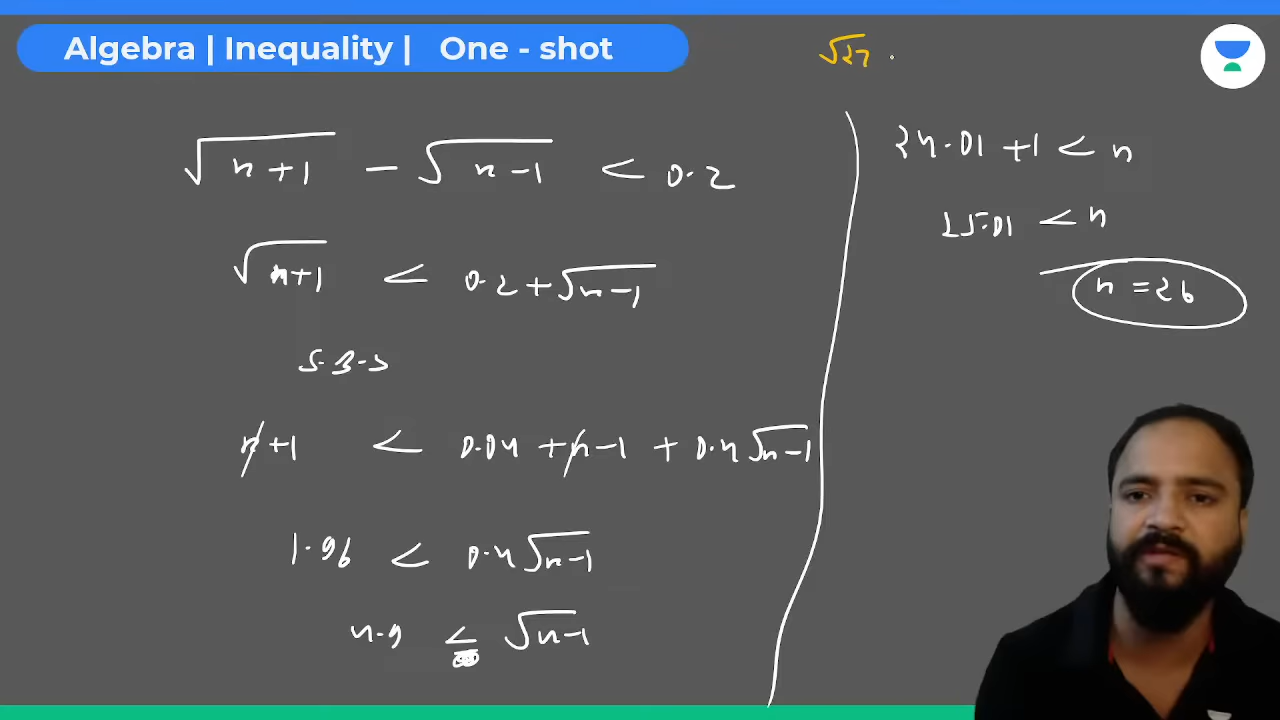 Algebra | Inequality | One - shot
√27 .
√n+1 - √n-1 < 0.2
√n+1 < 0.2 + √n-1
S.B.S
n+1 < 0.04 + n-1 + 0.4√n-1
1.96 < 0.4√n-1
4.9 < √n-1
24.01 + 1 < n
25.01 < n
n = 26